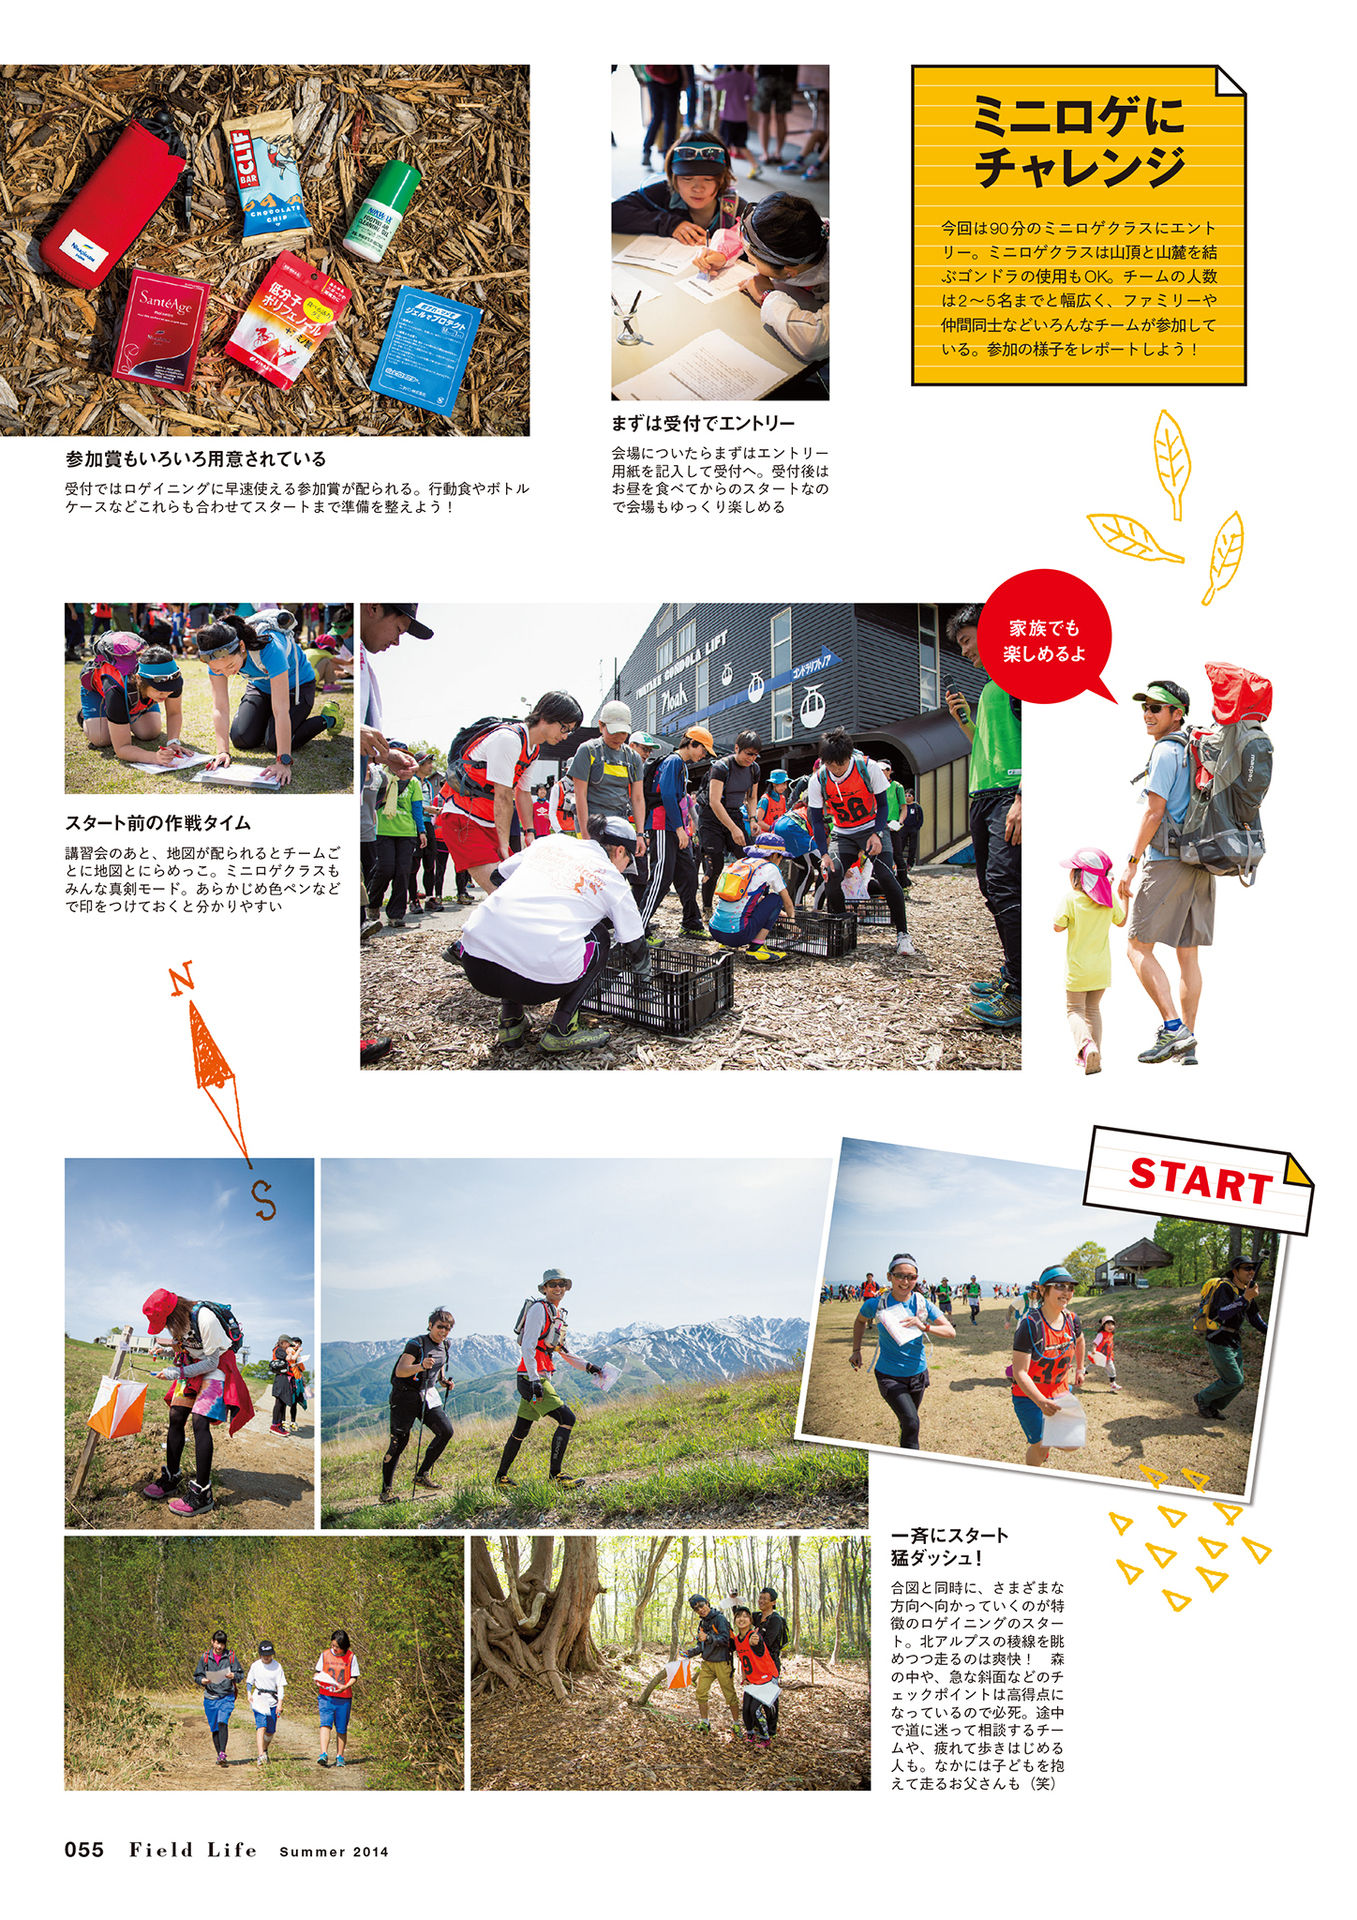 ミニロゲに
チャレンジ
今回は90分のミニロゲクラスにエント
リー。ミニロゲクラスは山頂と山麓を結
ぶゴンドラの使用もOK。チームの人数
は2～5名までと幅広く、ファミリーや
仲間同士などいろんなチームが参加して
いる。参加の様子をレポートしよう！
CLIF
BAR
CHOCOLATE
CHIP
SantéAge
低分子
ポリフェノール
ジェルマプロテクト
まずは受付でエントリー
会場についたらまずはエントリー
用紙を記入して受付へ。受付後は
お昼を食べてからのスタートなの
で会場もゆっくり楽しめる
参加賞もいろいろ用意されている
受付ではロゲイニングに早速使える参加賞が配られる。行動食やボトル
ケースなどこれらも合わせてスタートまで準備を整えよう！
家族でも
楽しめるよ
GONDOLA LIFT
Noah
ゴンドラリフトノア
56
macpac
スタート前の作戦タイム
講習会のあと、地図が配られるとチームご
とに地図とにらめっこ。ミニロゲクラスも
みんな真剣モード。あらかじめ色ペンなど
で印をつけておくと分かりやすい
N
S
START
一斉にスタート
猛ダッシュ！
合図と同時に、さまざまな
方向へ向かっていくのが特
徴のロゲイニングのスター
ト。北アルプスの稜線を眺
めつつ走るのは爽快！　森
の中や、急な斜面などのチ
ェックポイントは高得点に
なっているので必死。途中
で道に迷って相談するチー
ムや、疲れて歩きはじめる
人も。なかには子どもを抱
えて走るお父さんも（笑）
055 Field Life Summer 2014